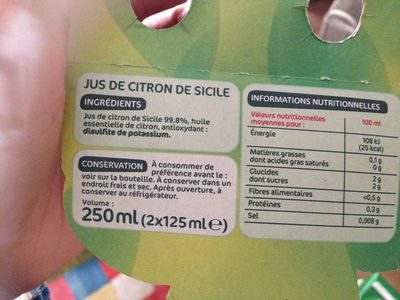 JUS DE CITRON DE SICILE
INGRÉDIENTS
Jus de citron de Sicile 99,8%, huile
essentielle de citron, antioxydant :
disulfite de potassium.
CONSERVATION À consommer de
préférence avant le :
voir sur la bouteille. À conserver dans un
endroit frais et sec. Après ouverture, à
conserver au réfrigérateur.
Volume :
250 ml (2x125 ml ℮)
INFORMATIONS NUTRITIONNELLES
Valeurs nutritionnelles
moyennes pour : 100 ml
Énergie 108 kJ
(25 kcal)
Matières grasses 0,1 g
dont acides gras saturés 0 g
Glucides 2 g
dont sucres 2 g
Fibres alimentaires <0,5 g
Protéines 0,3 g
Sel 0,008 g